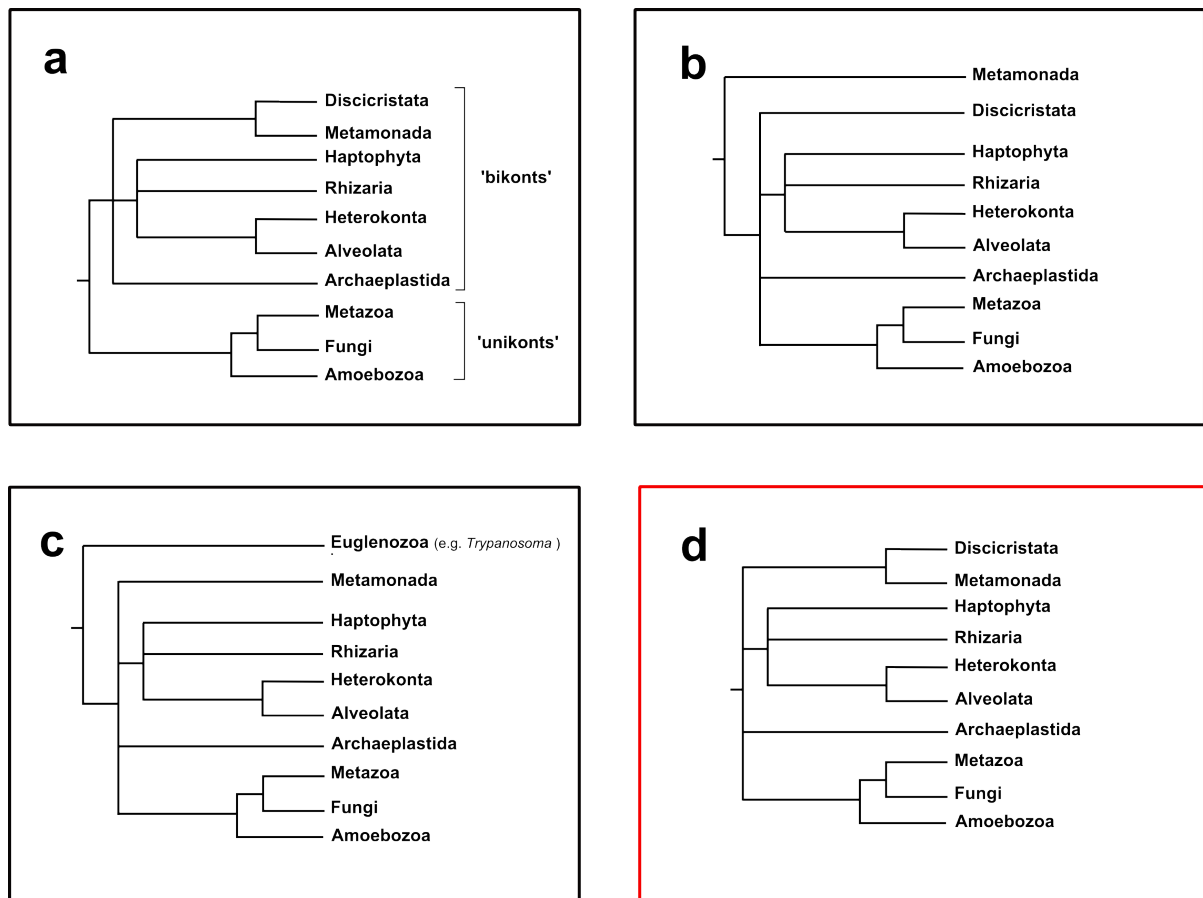 a
Discicristata
Metamonada
Haptophyta
'bikonts'
Rhizaria
Heterokonta
Alveolata
Archaeplastida
Metazoa
'unikonts'
Fungi
Amoebozoa
b
Metamonada
Discicristata
Haptophyta
Rhizaria
Heterokonta
Alveolata
Archaeplastida
Metazoa
Fungi
Amoebozoa
c
Euglenozoa (e.g. Trypanosoma )
Metamonada
Haptophyta
Rhizaria
Heterokonta
Alveolata
Archaeplastida
Metazoa
Fungi
Amoebozoa
d
Discicristata
Metamonada
Haptophyta
Rhizaria
Heterokonta
Alveolata
Archaeplastida
Metazoa
Fungi
Amoebozoa